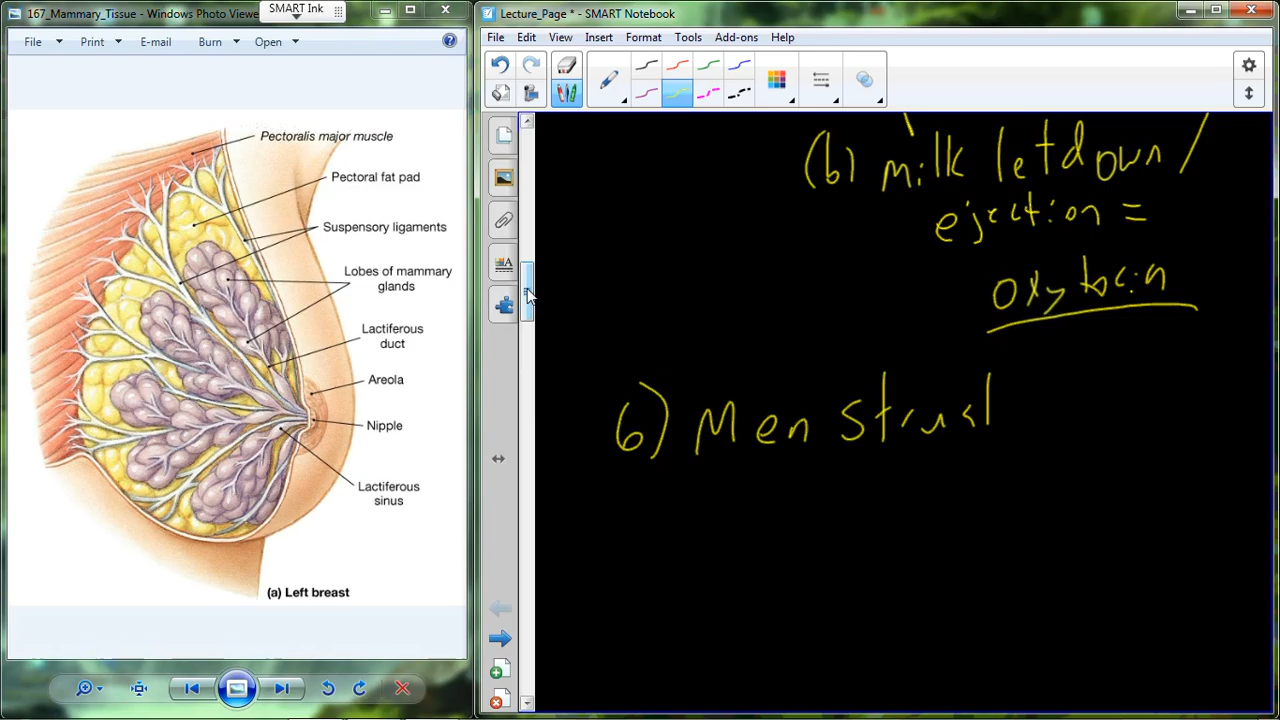 167_Mammary_Tissue - Windows Photo Viewe
SMART Ink
File Print E-mail Burn Open
Pectoralis major muscle
Pectoral fat pad
Suspensory ligaments
Lobes of mammary
glands
Lactiferous
duct
Areola
Nipple
Lactiferous
sinus
(a) Left breast
Lecture_Page * - SMART Notebook
File Edit View Insert Format Tools Add-ons Help
(b) milk letdown /
ejection =
oxytocin
6) Menstrual